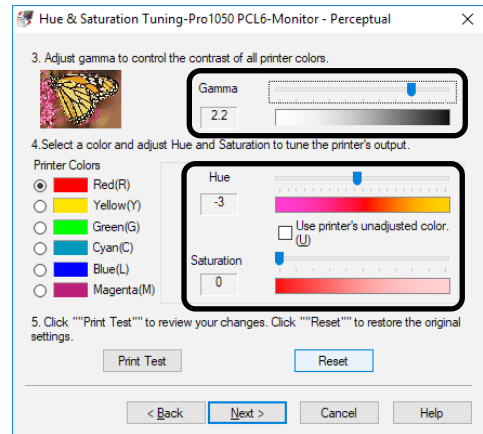 Hue & Saturation Tuning-Pro1050 PCL6-Monitor - Perceptual
3. Adjust gamma to control the contrast of all printer colors.
Gamma
2.2
4.Select a color and adjust Hue and Saturation to tune the printer's output.
Printer Colors
Red(R)
Yellow(Y)
Green(G)
Cyan(C)
Blue(L)
Magenta(M)
Hue
-3
Use printer's unadjusted color.
(U)
Saturation
0
5. Click ""Print Test"" to review your changes. Click ""Reset"" to restore the original
settings.
Print Test
Reset
< Back
Next >
Cancel
Help